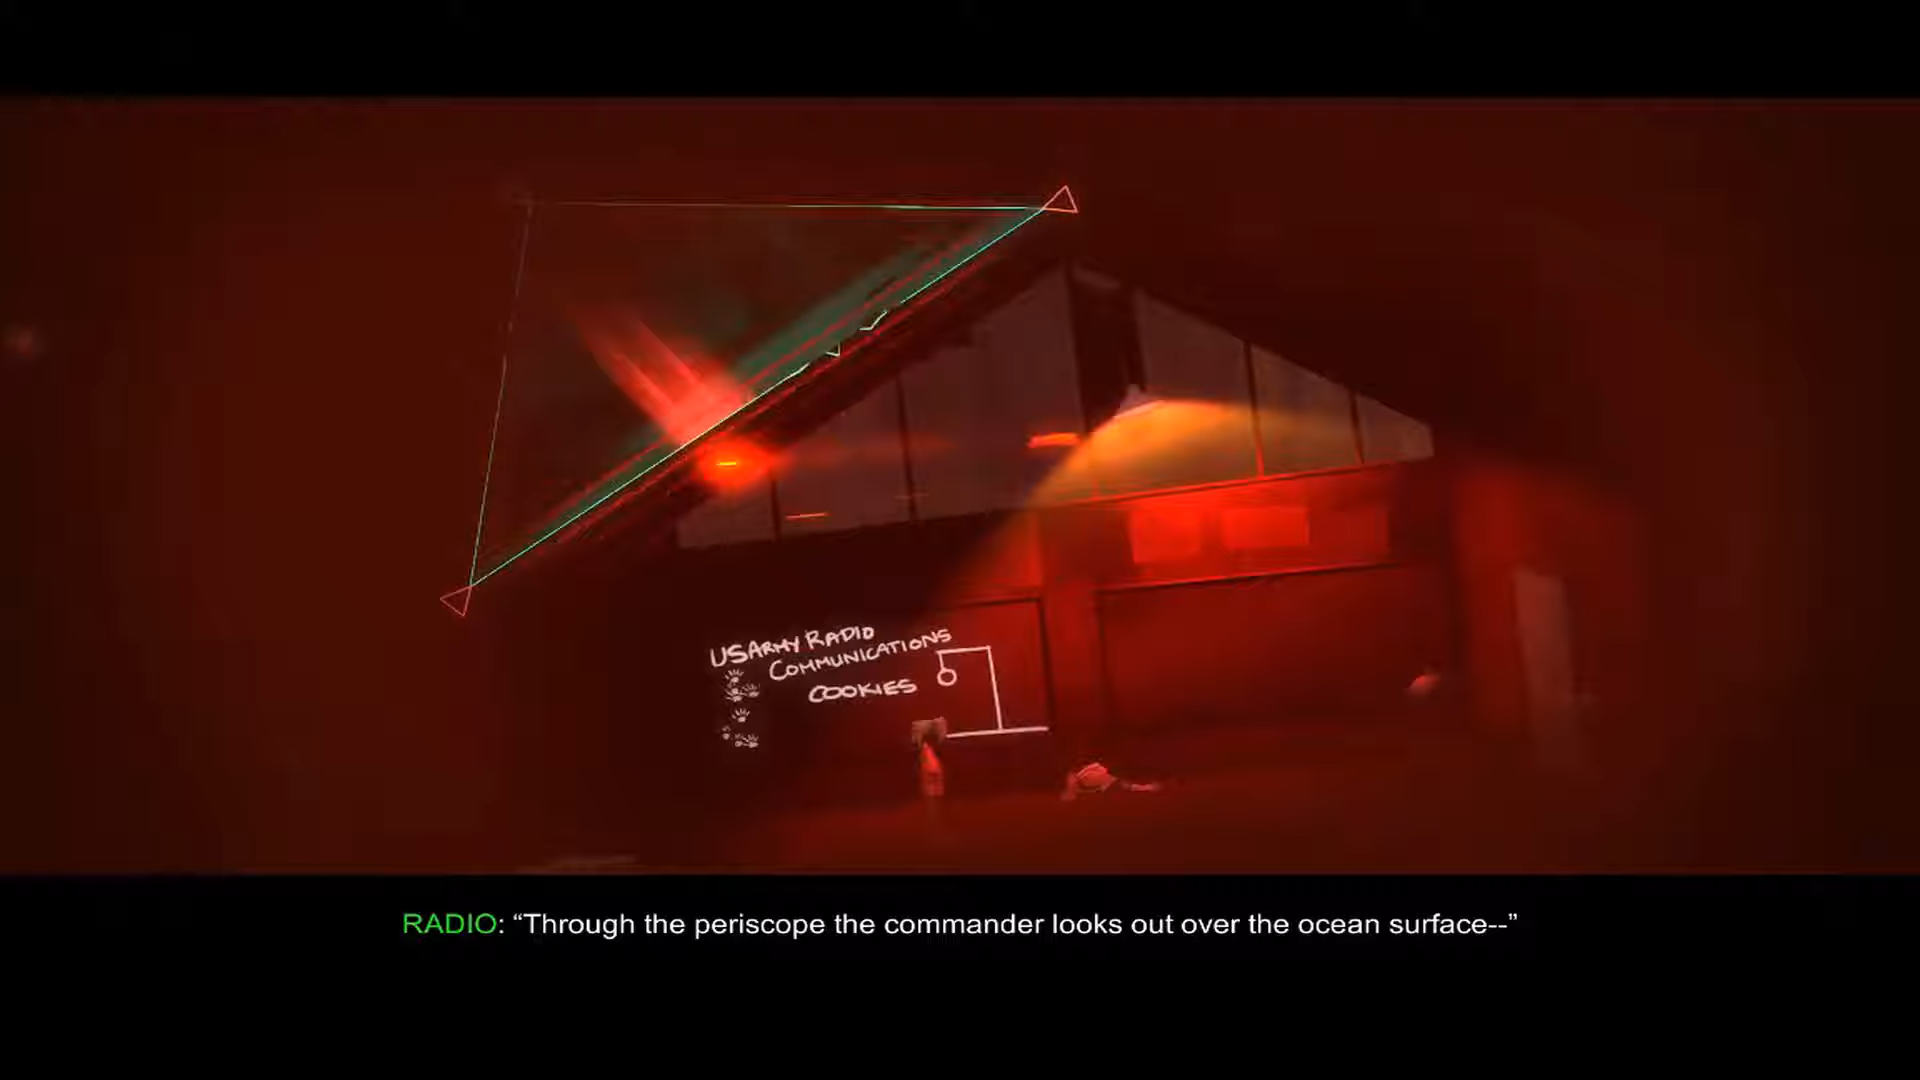 USARMY RADIO
COMMUNICATIONS
COOKIES
RADIO: “Through the periscope the commander looks out over the ocean surface--”